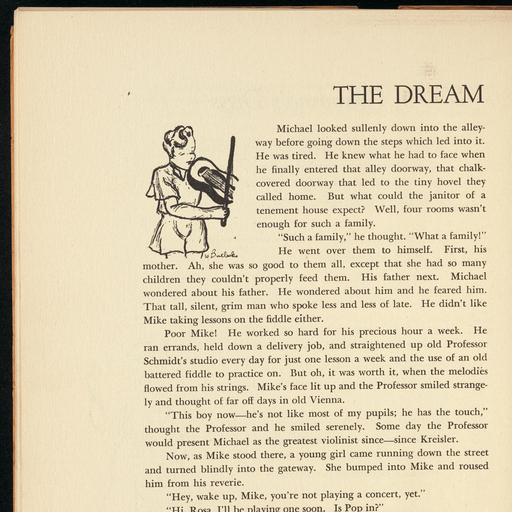 THE DREAM
Michael looked sullenly down into the alley-
way before going down the steps which led into it.
He was tired. He knew what he had to face when
he finally entered that alley doorway, that chalk-
covered doorway that led to the tiny hovel they
called home. But what could the janitor of a
tenement house expect? Well, four rooms wasn't
enough for such a family.
"Such a family," he thought. "What a family!"
He went over them to himself. First, his
mother. Ah, she was so good to them all, except that she had so many
children they couldn't properly feed them. His father next. Michael
wondered about his father. He wondered about him and he feared him.
That tall, silent, grim man who spoke less and less of late. He didn't like
Mike taking lessons on the fiddle either.
Poor Mike! He worked so hard for his precious hour a week. He
ran errands, held down a delivery job, and straightened up old Professor
Schmidt's studio every day for just one lesson a week and the use of an old
battered fiddle to practice on. But oh, it was worth it, when the melodies
flowed from his strings. Mike's face lit up and the Professor smiled strange-
ly and thought of far off days in old Vienna.
"This boy now—he's not like most of my pupils; he has the touch,"
thought the Professor and he smiled serenely. Some day the Professor
would present Michael as the greatest violinist since—since Kreisler.
Now, as Mike stood there, a young girl came running down the street
and turned blindly into the gateway. She bumped into Mike and roused
him from his reverie.
"Hey, wake up, Mike, you're not playing a concert, yet."
"Hi, Rosa, I'll be playing one soon. Is Pop in?"